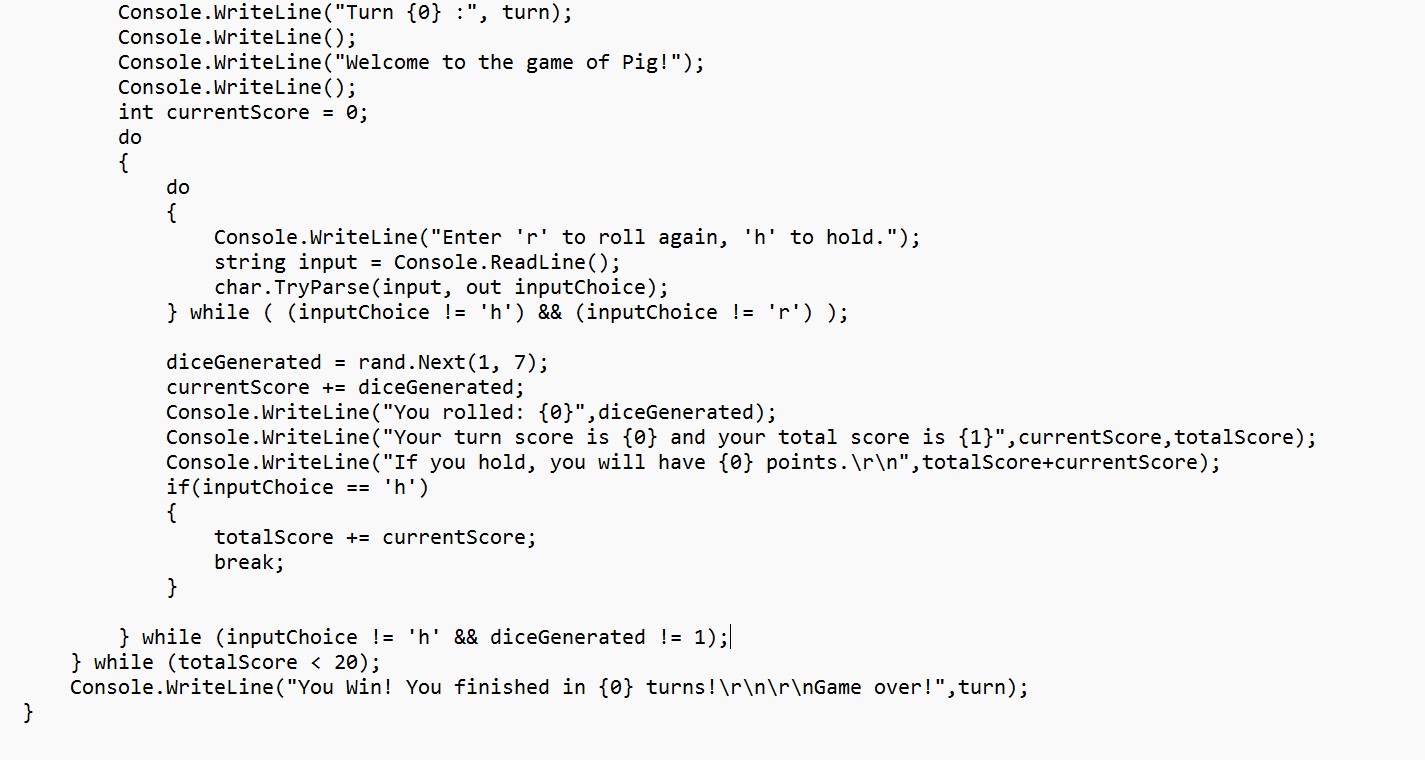 Console.WriteLine("Turn {0} :", turn);
Console.WriteLine();
Console.WriteLine("Welcome to the game of Pig!");
Console.WriteLine();
int currentScore = 0;
do
{
do
{
Console.WriteLine("Enter 'r' to roll again, 'h' to hold.");
string input = Console.ReadLine();
char.TryParse(input, out inputChoice);
} while ( (inputChoice != 'h') && (inputChoice != 'r') );
diceGenerated = rand.Next(1, 7);
currentScore += diceGenerated;
Console.WriteLine("You rolled: {0}",diceGenerated);
Console.WriteLine("Your turn score is {0} and your total score is {1}",currentScore,totalScore);
Console.WriteLine("If you hold, you will have {0} points.\r\n",totalScore+currentScore);
if(inputChoice == 'h')
{
totalScore += currentScore;
break;
}
} while (inputChoice != 'h' && diceGenerated != 1);
} while (totalScore < 20);
Console.WriteLine("You Win! You finished in {0} turns!\r\n\r\nGame over!",turn);
}